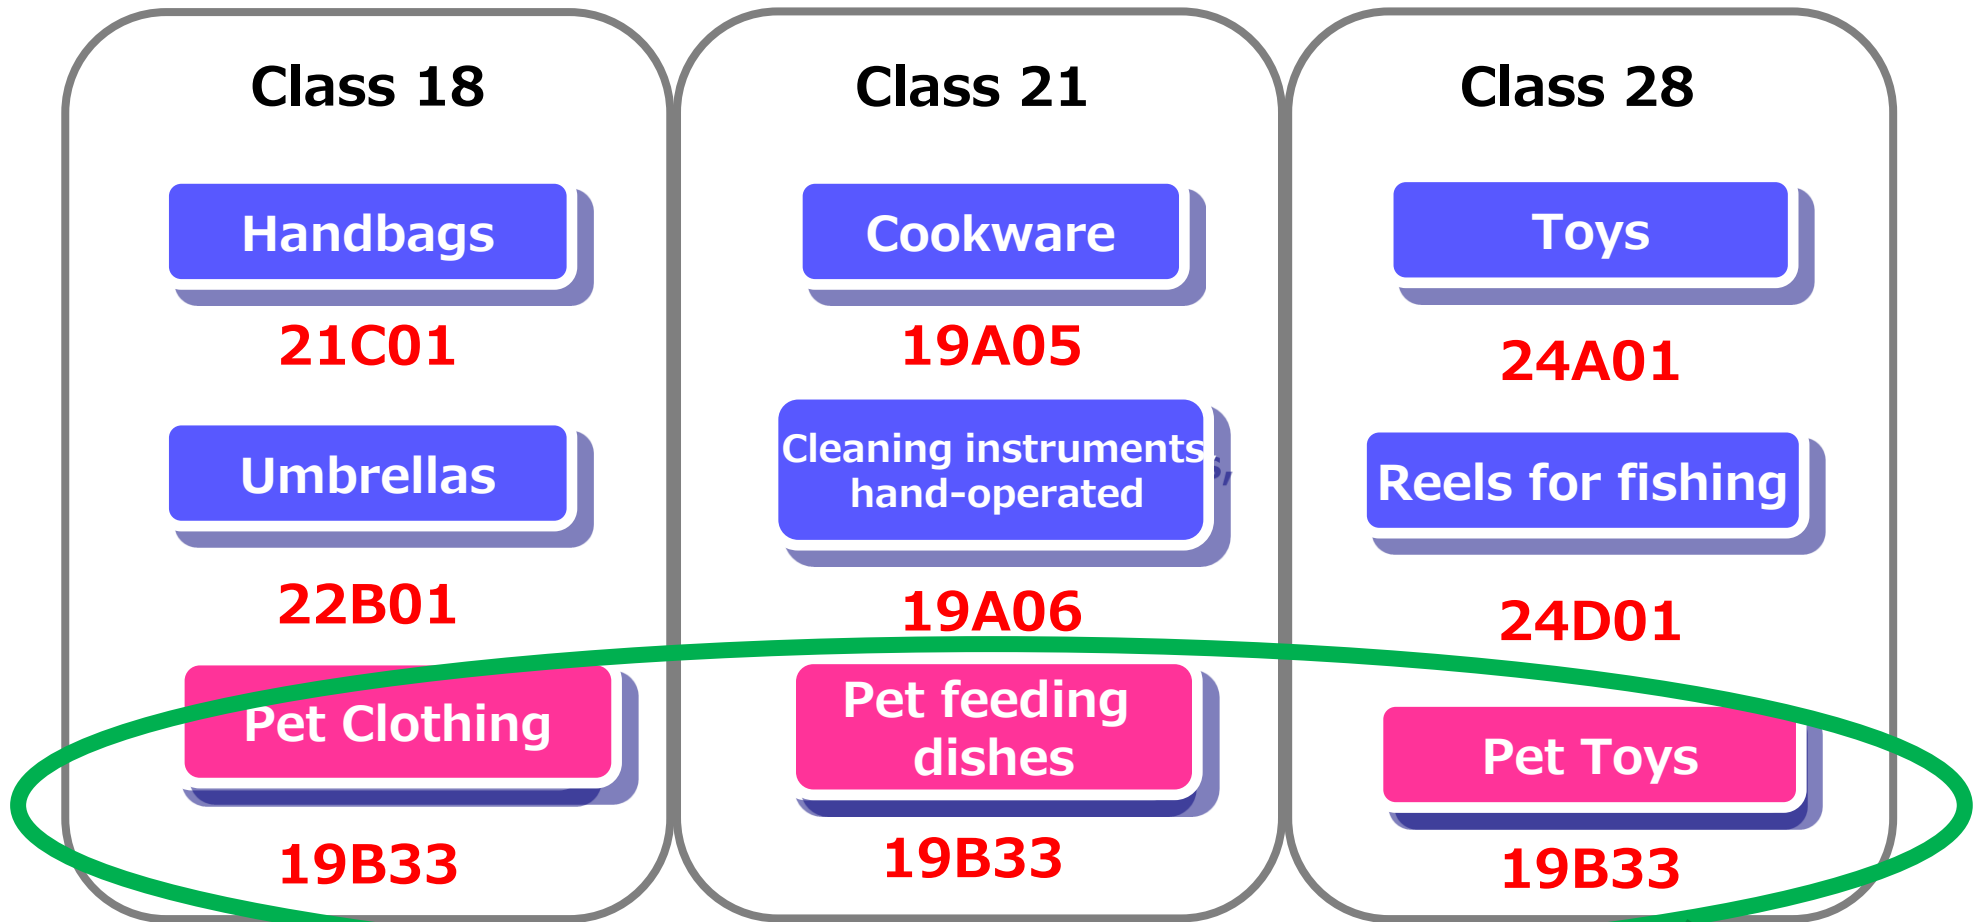 Class 18
Handbags
21C01
Umbrellas
22B01
Pet Clothing
19B33
Class 21
Cookware
19A05
Cleaning instruments
hand-operated
19A06
Pet feeding
dishes
19B33
Class 28
Toys
24A01
Reels for fishing
24D01
Pet Toys
19B33